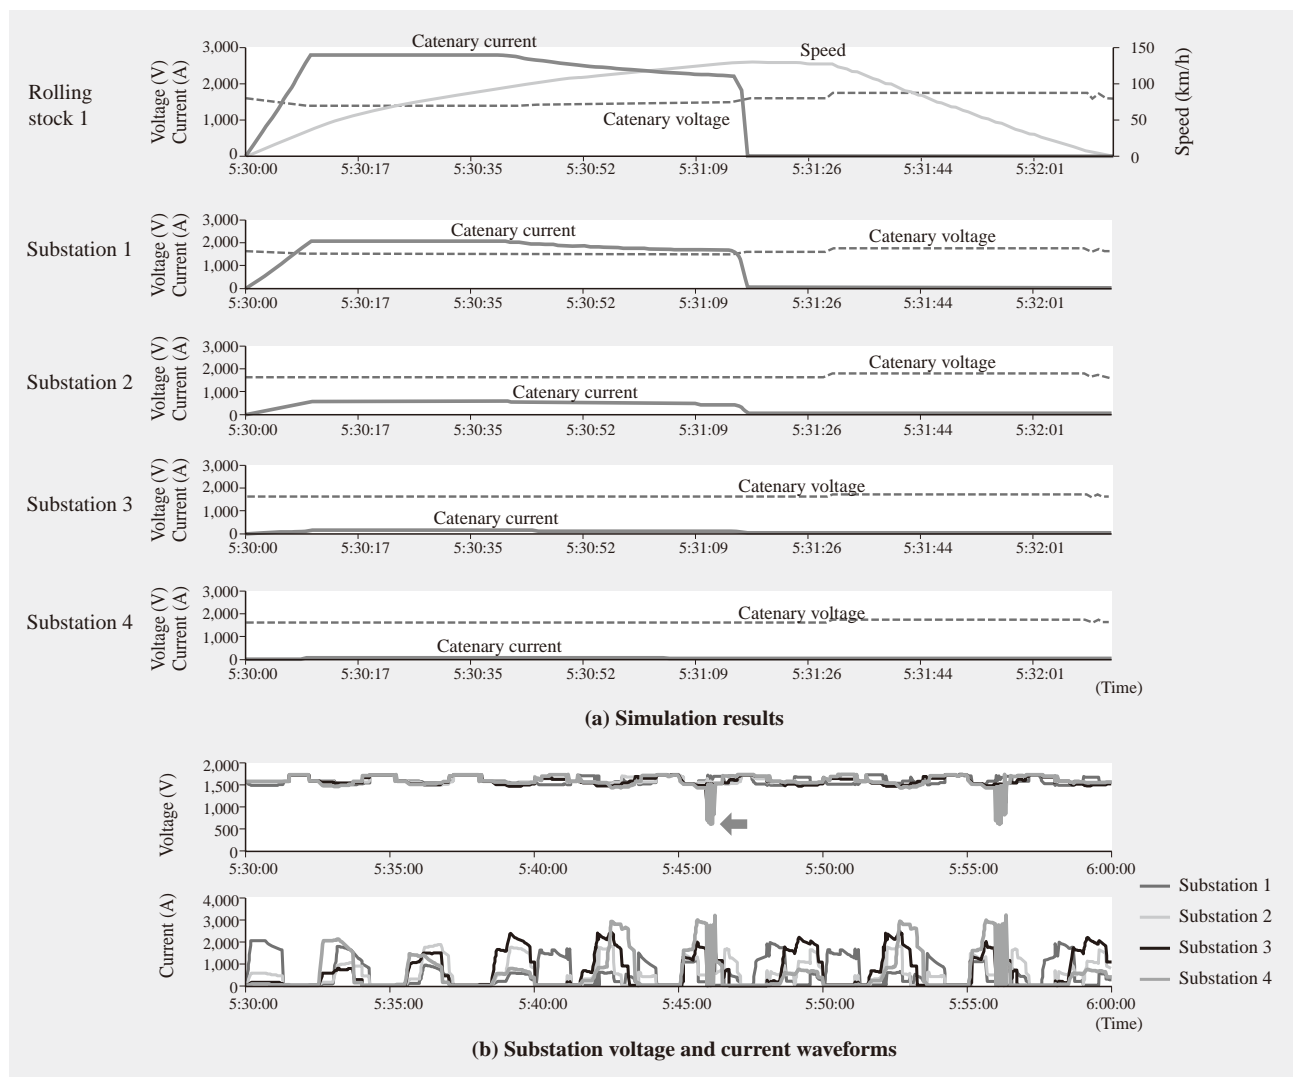 Rolling
stock 1
Voltage (V)
Current (A)
3,000
2,000
1,000
0
Catenary current
Speed
Catenary voltage
150
100
50
0
Speed (km/h)
5:30:00 5:30:17 5:30:35 5:30:52 5:31:09 5:31:26 5:31:44 5:32:01
Substation 1
Voltage (V)
Current (A)
3,000
2,000
1,000
0
Catenary current
Catenary voltage
5:30:00 5:30:17 5:30:35 5:30:52 5:31:09 5:31:26 5:31:44 5:32:01
Substation 2
Voltage (V)
Current (A)
3,000
2,000
1,000
0
Catenary voltage
Catenary current
5:30:00 5:30:17 5:30:35 5:30:52 5:31:09 5:31:26 5:31:44 5:32:01
Substation 3
Voltage (V)
Current (A)
3,000
2,000
1,000
0
Catenary voltage
Catenary current
5:30:00 5:30:17 5:30:35 5:30:52 5:31:09 5:31:26 5:31:44 5:32:01
Substation 4
Voltage (V)
Current (A)
3,000
2,000
1,000
0
Catenary voltage
Catenary current
5:30:00 5:30:17 5:30:35 5:30:52 5:31:09 5:31:26 5:31:44 5:32:01
(Time)
(a) Simulation results
Voltage (V)
2,000
1,500
1,000
500
0
5:30:00 5:35:00 5:40:00 5:45:00 5:50:00 5:55:00 6:00:00
Current (A)
4,000
3,000
2,000
1,000
0
5:30:00 5:35:00 5:40:00 5:45:00 5:50:00 5:55:00 6:00:00
(Time)
Substation 1
Substation 2
Substation 3
Substation 4
(b) Substation voltage and current waveforms